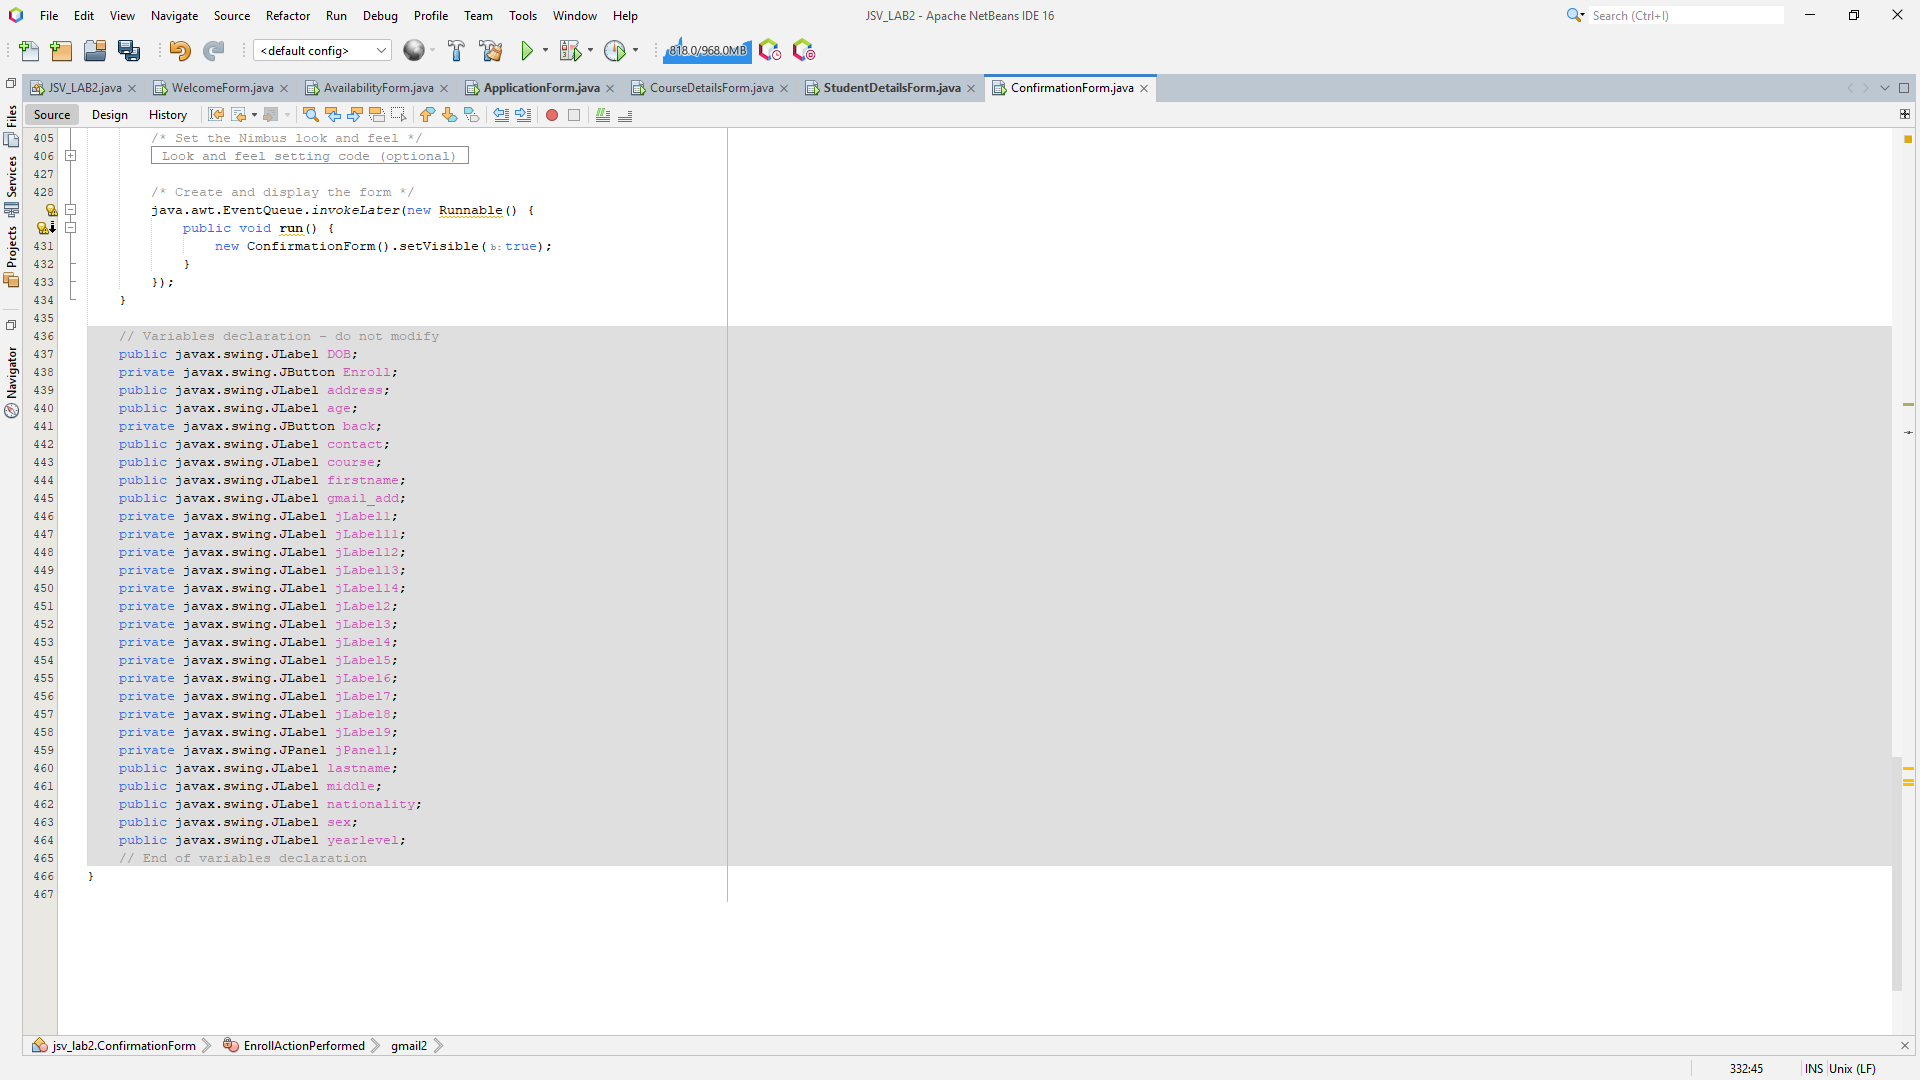 File Edit View Navigate Source Refactor Run Debug Profile Team Tools Window Help
JSV_LAB2 - Apache NetBeans IDE 16
Search (Ctrl+I)
<default config>
818.0/968.0MB
JSV_LAB2.java
WelcomeForm.java
AvailabilityForm.java
ApplicationForm.java
CourseDetailsForm.java
StudentDetailsForm.java
ConfirmationForm.java
Source Design History
Files
Services
Projects
Navigator
405 /* Set the Nimbus look and feel */
406 Look and feel setting code (optional)
427
428 /* Create and display the form */
java.awt.EventQueue.invokeLater(new Runnable() {
public void run() {
431 new ConfirmationForm().setVisible(b:true);
432 }
433 });
434 }
435
436 // Variables declaration - do not modify
437 public javax.swing.JLabel DOB;
438 private javax.swing.JButton Enroll;
439 public javax.swing.JLabel address;
440 public javax.swing.JLabel age;
441 private javax.swing.JButton back;
442 public javax.swing.JLabel contact;
443 public javax.swing.JLabel course;
444 public javax.swing.JLabel firstname;
445 public javax.swing.JLabel gmail_add;
446 private javax.swing.JLabel jLabel1;
447 private javax.swing.JLabel jLabel11;
448 private javax.swing.JLabel jLabel12;
449 private javax.swing.JLabel jLabel13;
450 private javax.swing.JLabel jLabel14;
451 private javax.swing.JLabel jLabel2;
452 private javax.swing.JLabel jLabel3;
453 private javax.swing.JLabel jLabel4;
454 private javax.swing.JLabel jLabel5;
455 private javax.swing.JLabel jLabel6;
456 private javax.swing.JLabel jLabel7;
457 private javax.swing.JLabel jLabel8;
458 private javax.swing.JLabel jLabel9;
459 private javax.swing.JPanel jPanel1;
460 public javax.swing.JLabel lastname;
461 public javax.swing.JLabel middle;
462 public javax.swing.JLabel nationality;
463 public javax.swing.JLabel sex;
464 public javax.swing.JLabel yearlevel;
465 // End of variables declaration
466 }
467
jsv_lab2.ConfirmationForm
EnrollActionPerformed
gmail2
332:45
INS
Unix (LF)